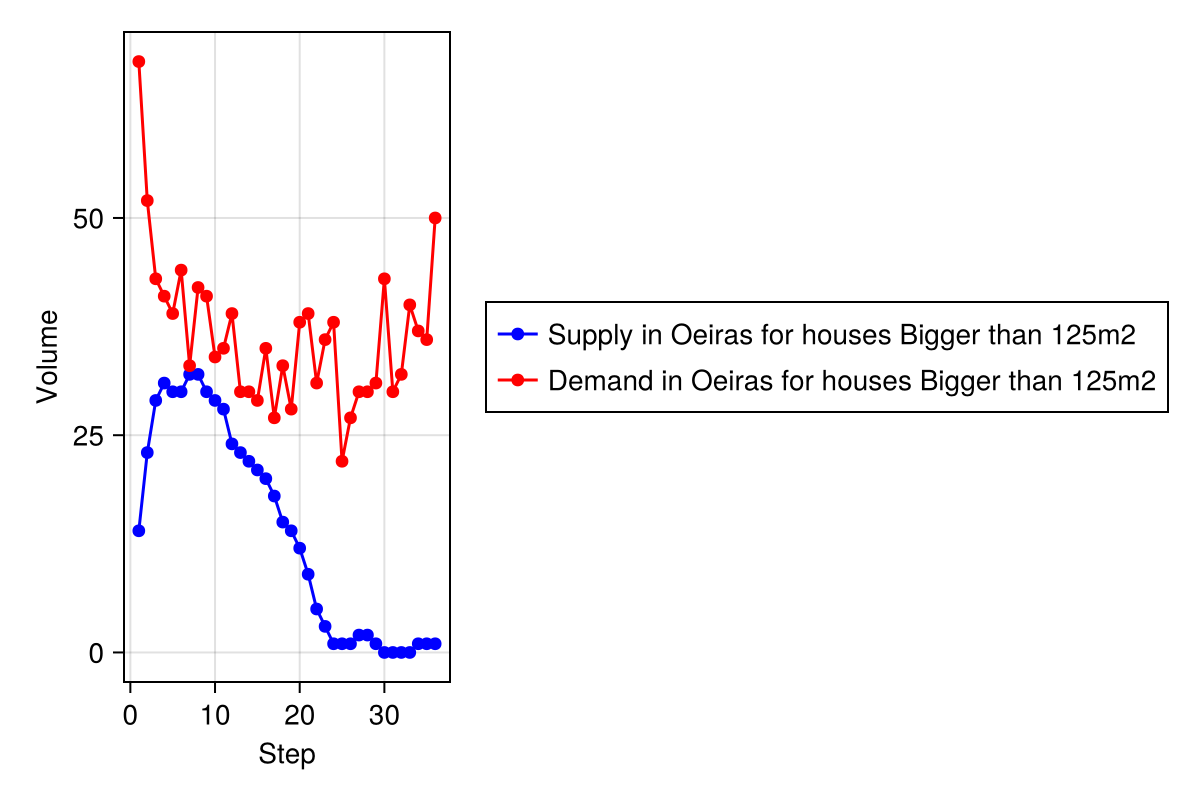 50
25
0
Volume
0 10 20 30
Step
Supply in Oeiras for houses Bigger than 125m2
Demand in Oeiras for houses Bigger than 125m2